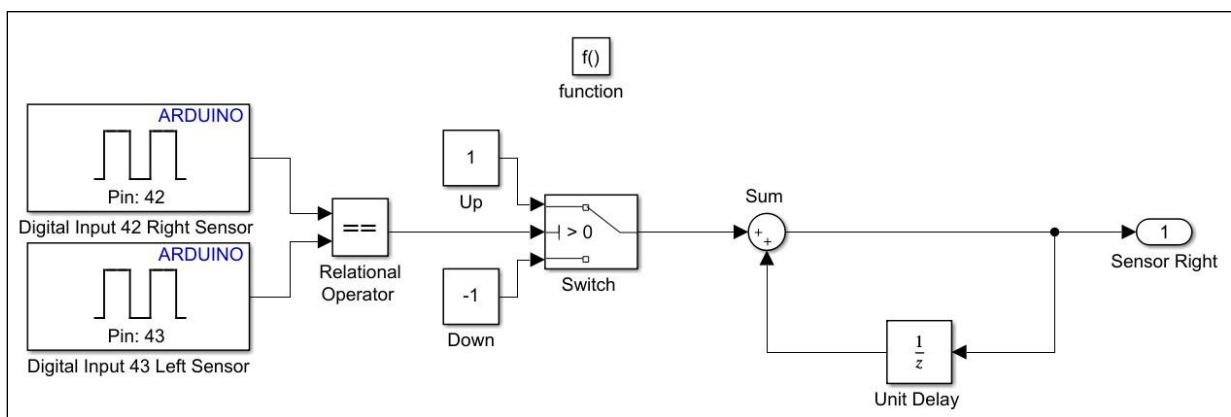 f()
function
ARDUINO
Pin: 42
Digital Input 42 Right Sensor
ARDUINO
Pin: 43
Digital Input 43 Left Sensor
==
Relational
Operator
1
Up
-1
Down
> 0
Switch
Sum
+
+
1
Sensor Right
1
z
Unit Delay